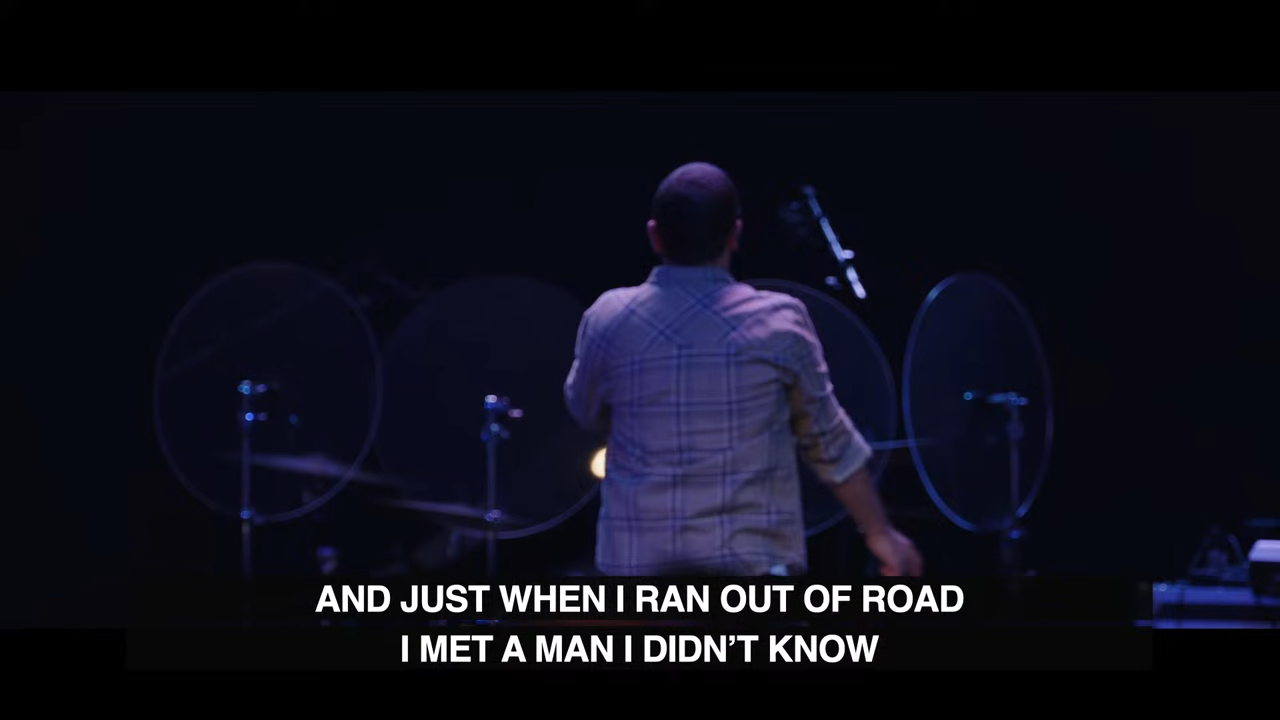 AND JUST WHEN I RAN OUT OF ROAD
I MET A MAN I DIDN'T KNOW